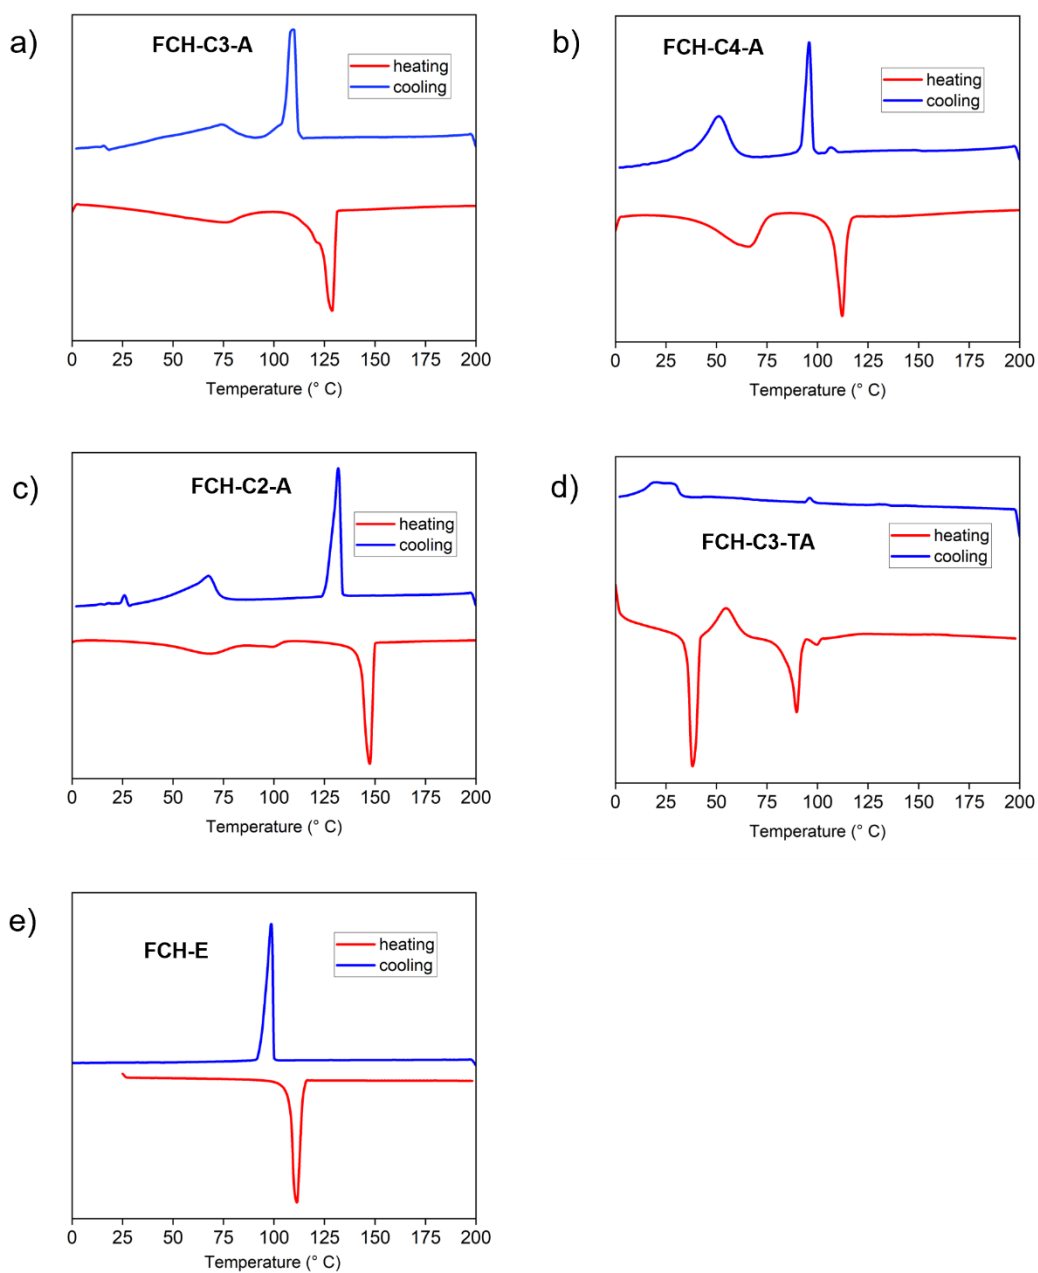 a)
FCH-C3-A
heating
cooling
0 25 50 75 100 125 150 175 200
Temperature (° C)
b)
FCH-C4-A
heating
cooling
0 25 50 75 100 125 150 175 200
Temperature (° C)
c)
FCH-C2-A
heating
cooling
0 25 50 75 100 125 150 175 200
Temperature (° C)
d)
FCH-C3-TA
heating
cooling
0 25 50 75 100 125 150 175 200
Temperature (° C)
e)
FCH-E
heating
cooling
0 25 50 75 100 125 150 175 200
Temperature (° C)